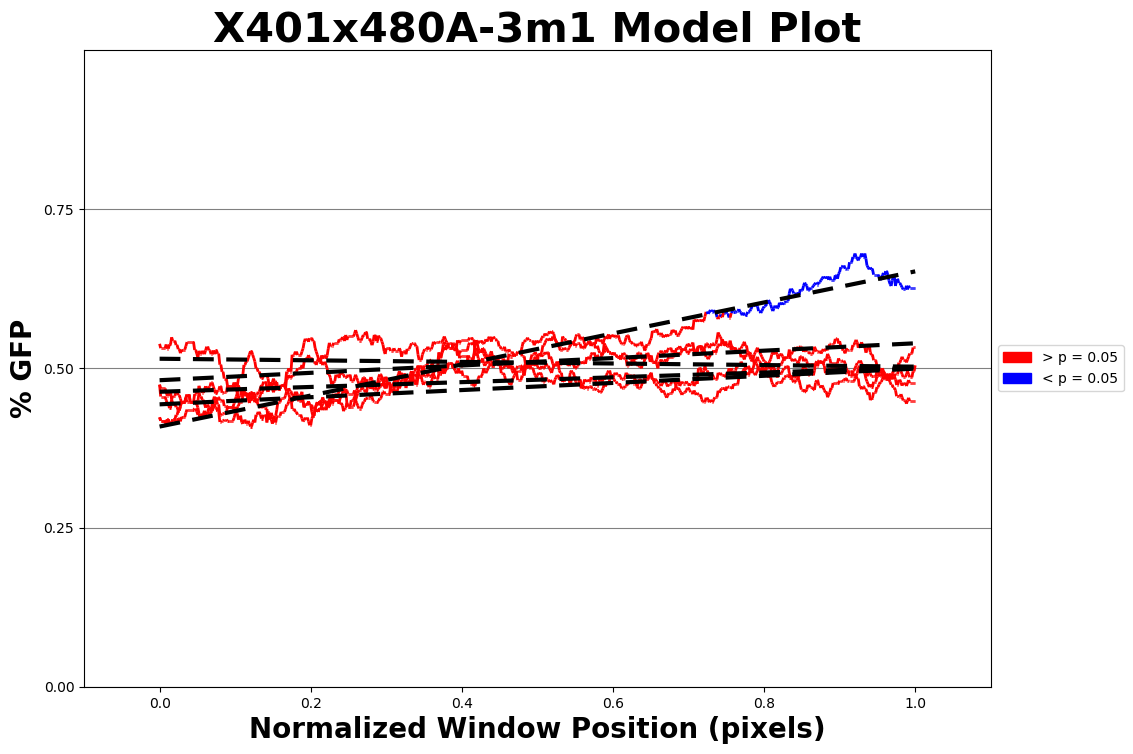 X401x480A-3m1 Model Plot
% GFP
0.75
0.50
0.25
0.00
0.0 0.2 0.4 0.6 0.8 1.0
Normalized Window Position (pixels)
> p = 0.05
< p = 0.05